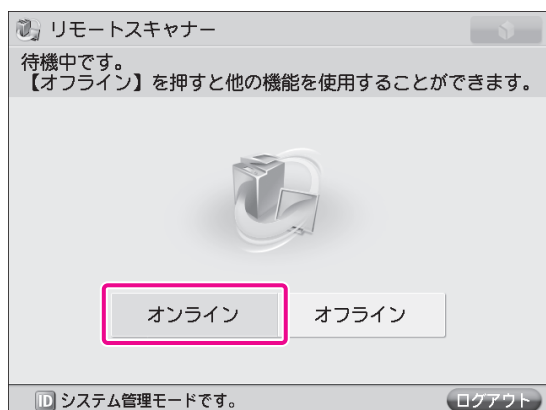 リモートスキャナー
待機中です。
【オフライン】を押すと他の機能を使用することができます。
オンライン
オフライン
ID システム管理モードです。
ログアウト